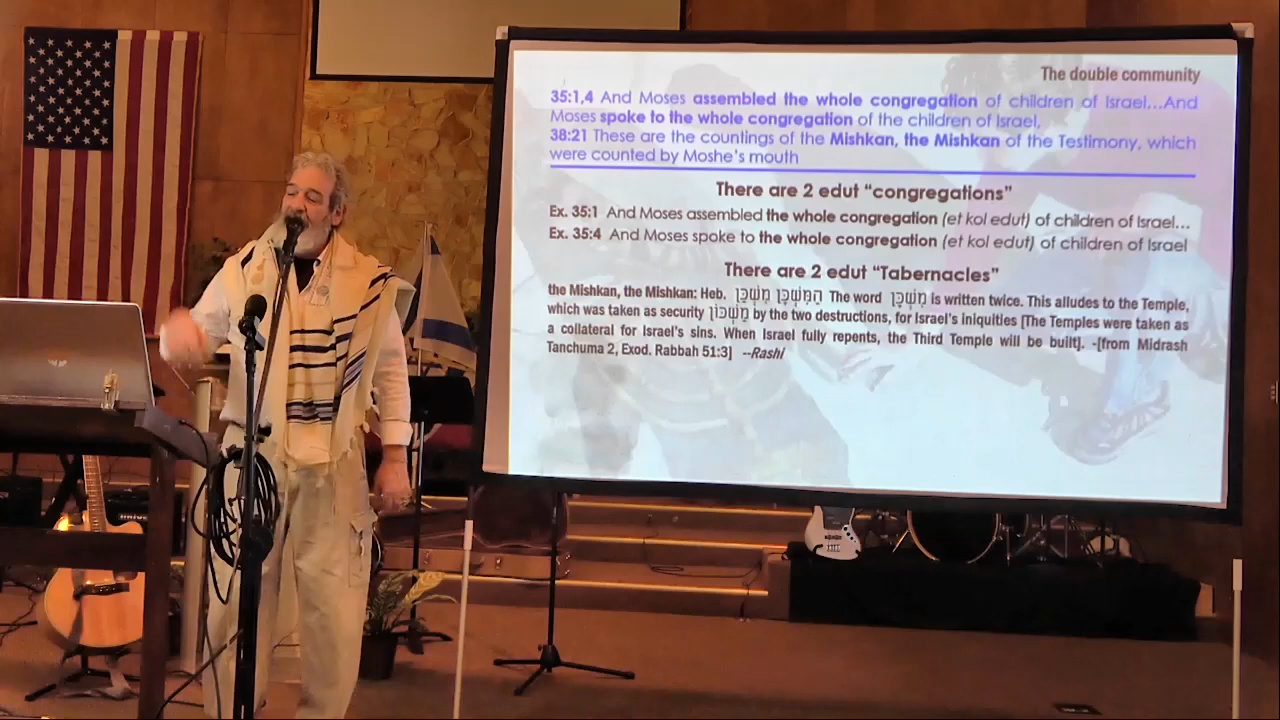 The double community
35:1,4 And Moses assembled the whole congregation of children of Israel…And
Moses spoke to the whole congregation of the children of Israel,
38:21 These are the countings of the Mishkan, the Mishkan of the Testimony, which
were counted by Moshe's mouth
There are 2 edut “congregations”
Ex. 35:1 And Moses assembled the whole congregation (et kol edut) of children of Israel…
Ex. 35:4 And Moses spoke to the whole congregation (et kol edut) of children of Israel
There are 2 edut “Tabernacles”
the Mishkan, the Mishkan: Heb. הַמִּשְׁכָּן מִשְׁכַּן The word מִשְׁכָּן is written twice. This alludes to the Temple,
which was taken as security מַשְׁכּוֹן by the two destructions, for Israel's iniquities [The Temples were taken as
a collateral for Israel's sins. When Israel fully repents, the Third Temple will be built]. -[from Midrash
Tanchuma 2, Exod. Rabbah 51:3] --Rashi